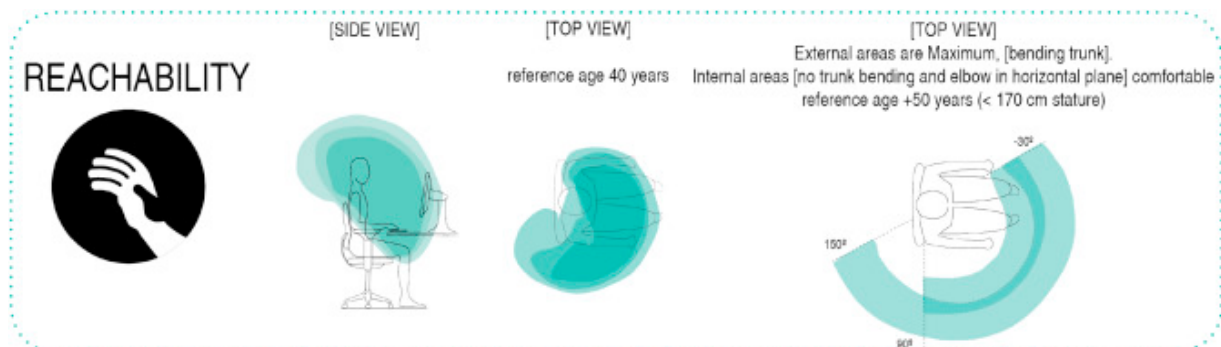 REACHABILITY
[SIDE VIEW]
[TOP VIEW]
reference age 40 years
[TOP VIEW]
External areas are Maximum, [bending trunk].
Internal areas [no trunk bending and elbow in horizontal plane] comfortable
reference age +50 years (< 170 cm stature)
-30º
150º
90º